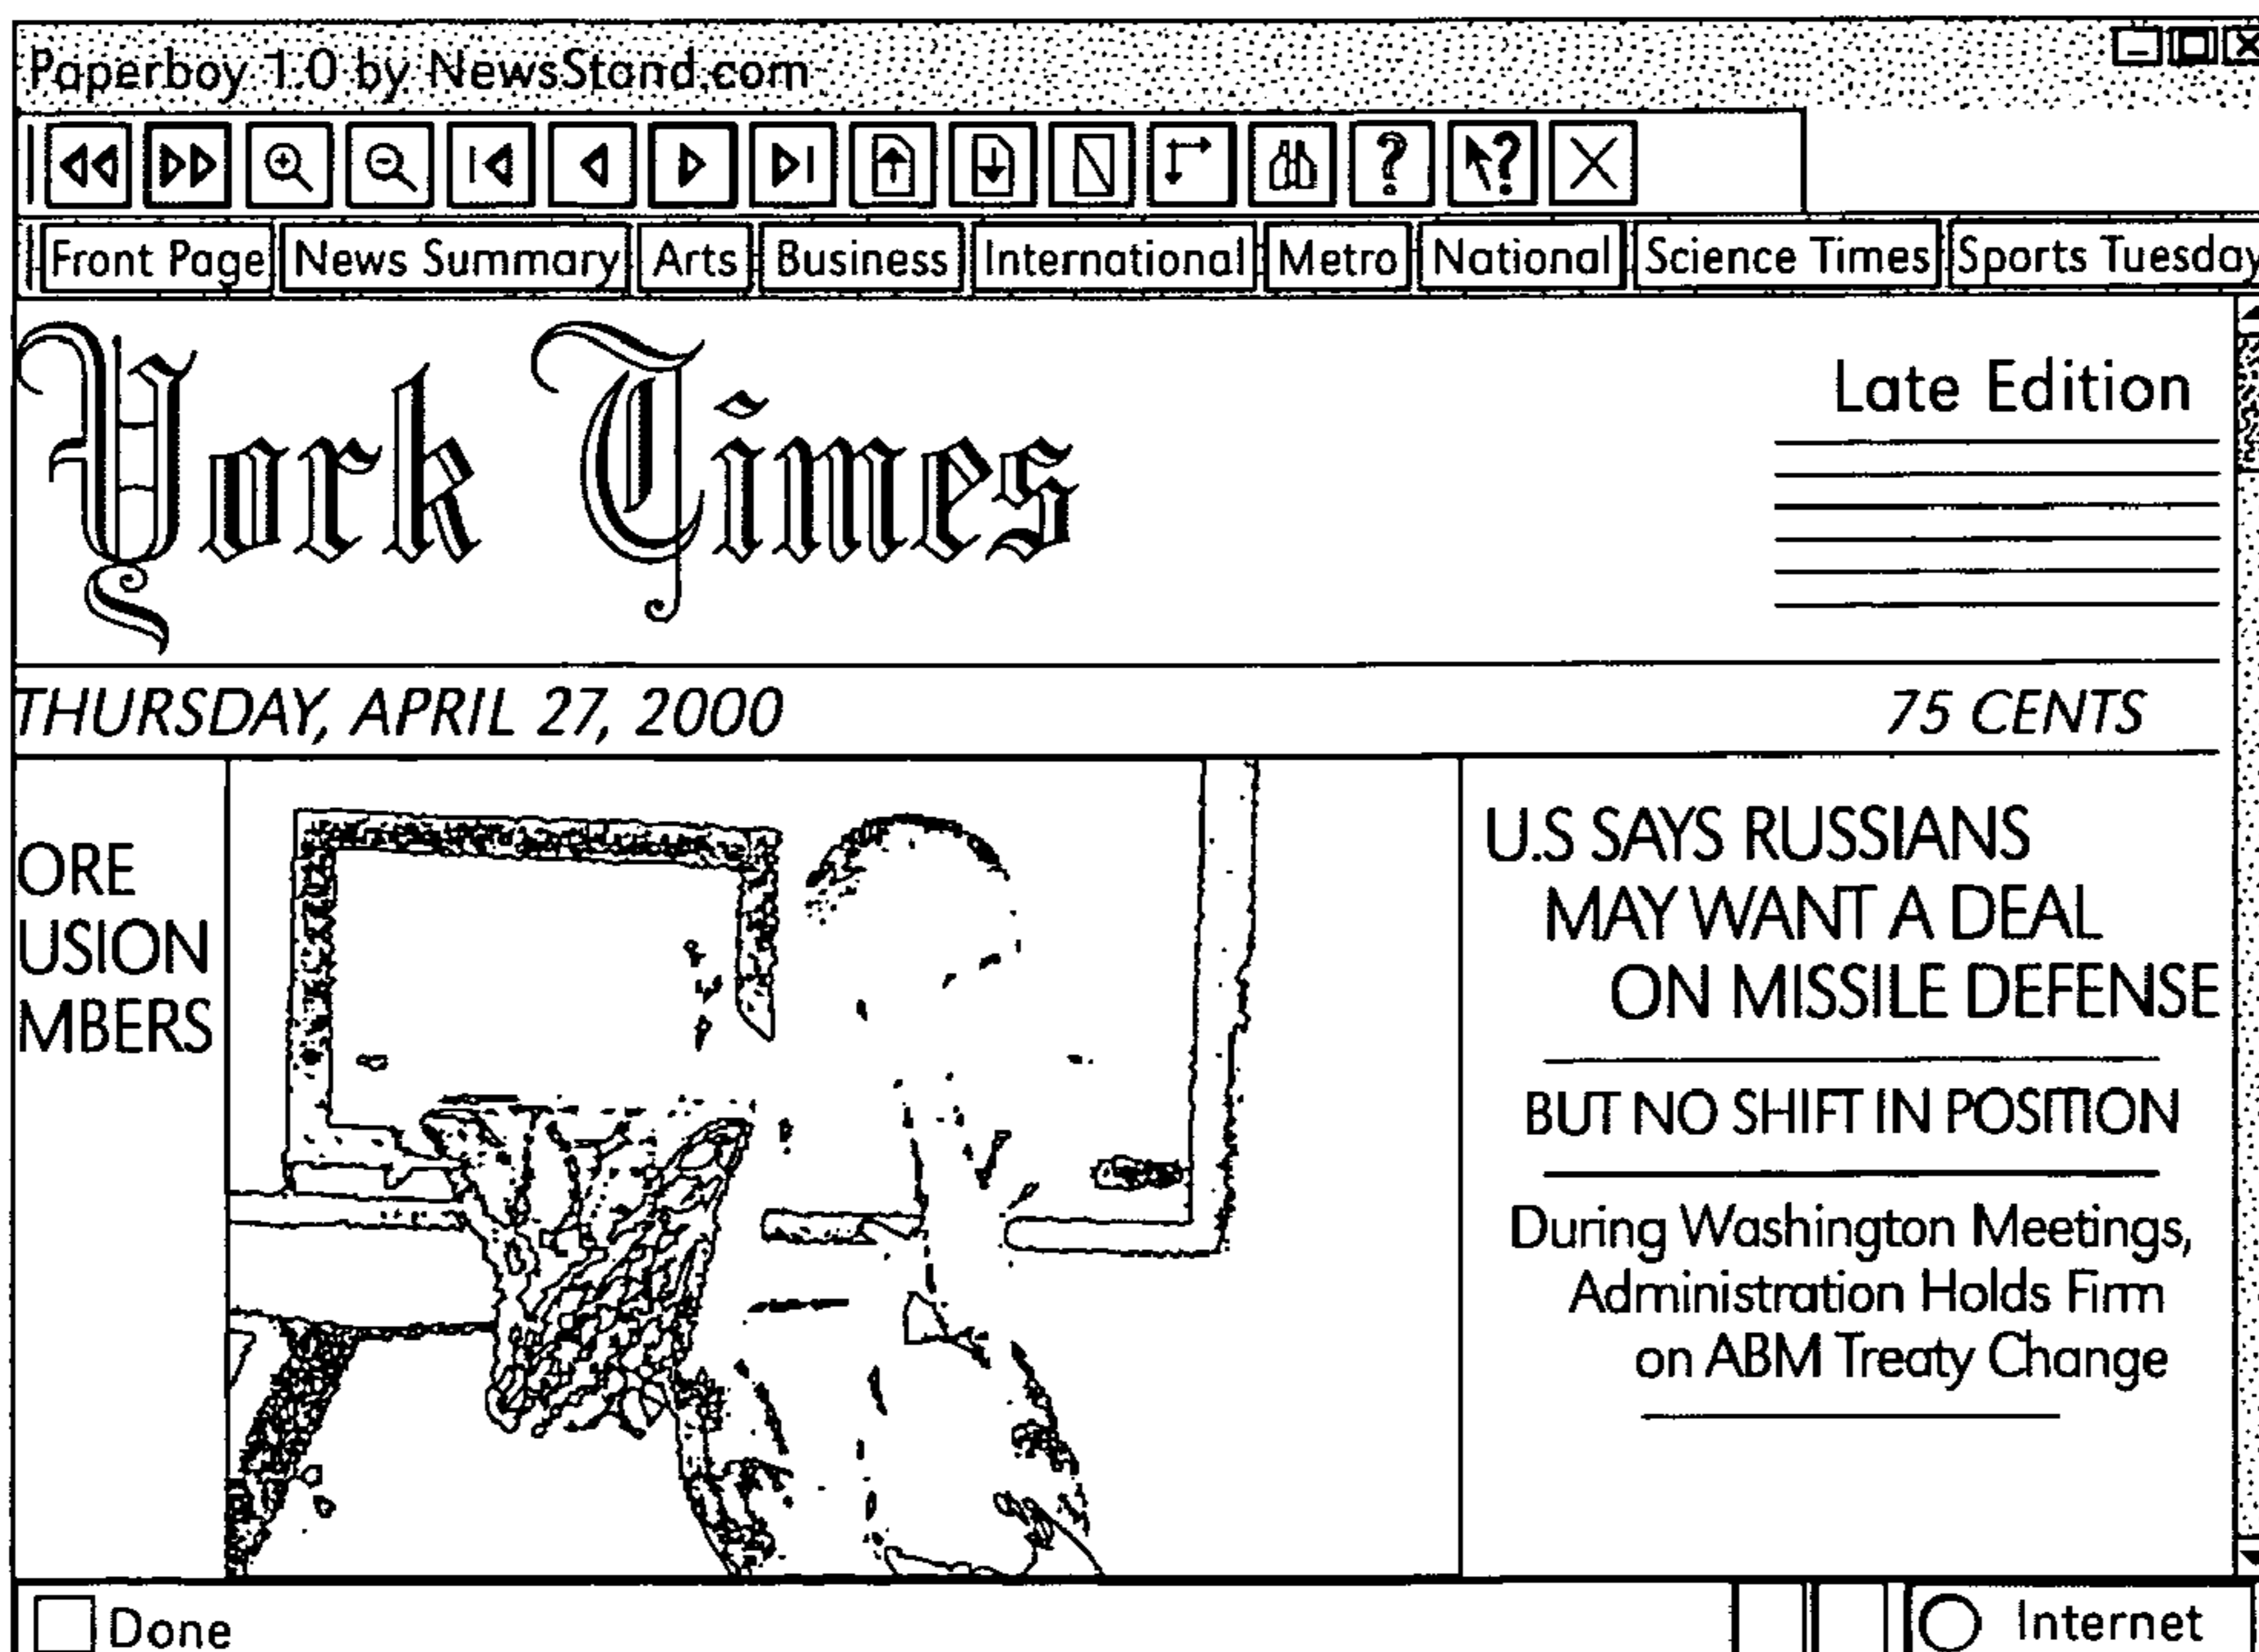 Paperboy 1.0 by NewsStand.com
Front Page News Summary Arts Business International Metro National Science Times Sports Tuesday
York Times
Late Edition
THURSDAY, APRIL 27, 2000 75 CENTS
ORE
USION
MBERS
U.S SAYS RUSSIANS
MAY WANT A DEAL
ON MISSILE DEFENSE
BUT NO SHIFT IN POSITION
During Washington Meetings,
Administration Holds Firm
on ABM Treaty Change
Done Internet